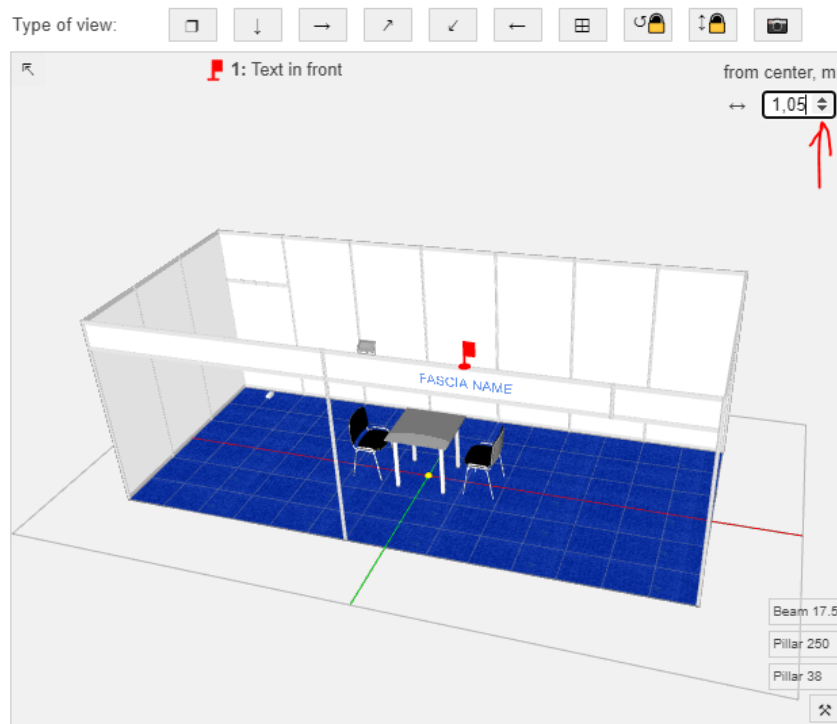 Type of view:
1: Text in front
from center, m
1,05
FASCIA NAME
Beam 17.5
Pillar 250
Pillar 38